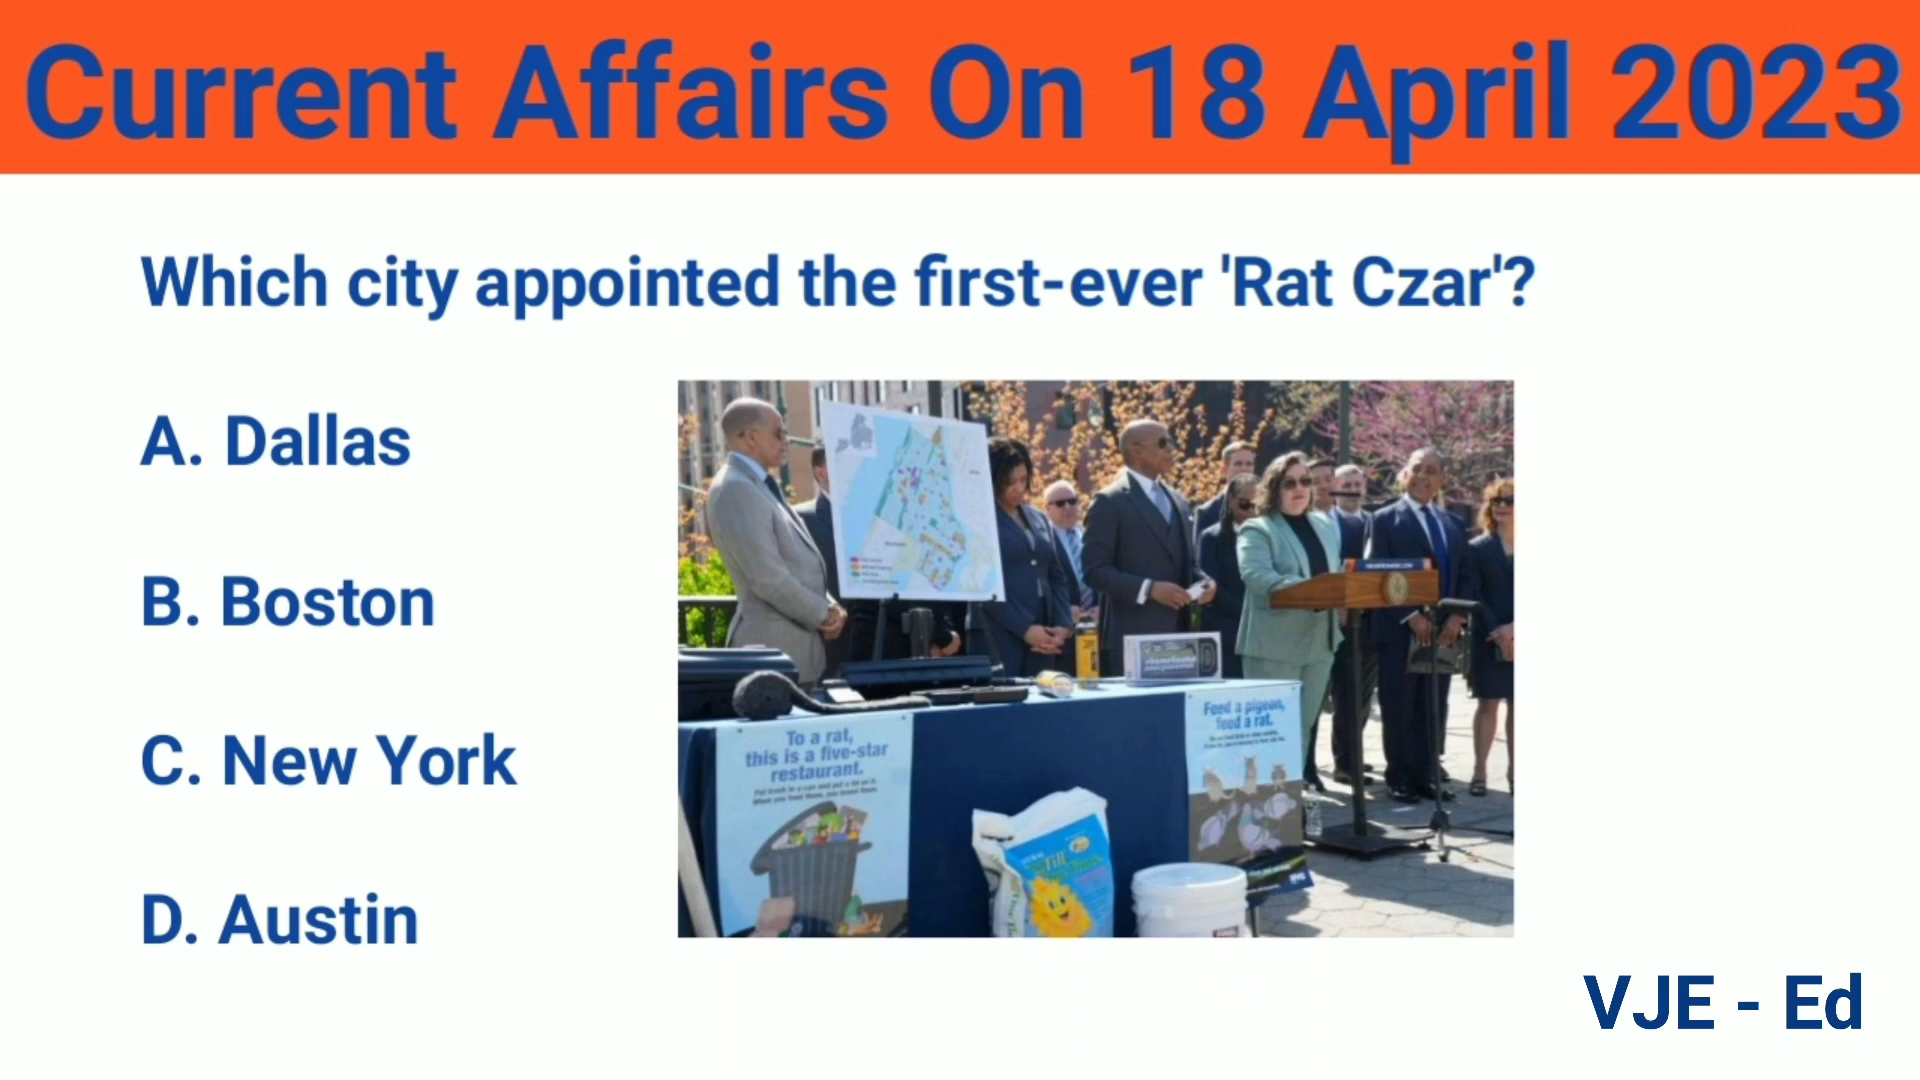 Current Affairs On 18 April 2023
Which city appointed the first-ever 'Rat Czar'?
A. Dallas
B. Boston
C. New York
D. Austin
To a rat,
this is a five-star
restaurant.
Feed a pigeon,
feed a rat.
VJE - Ed